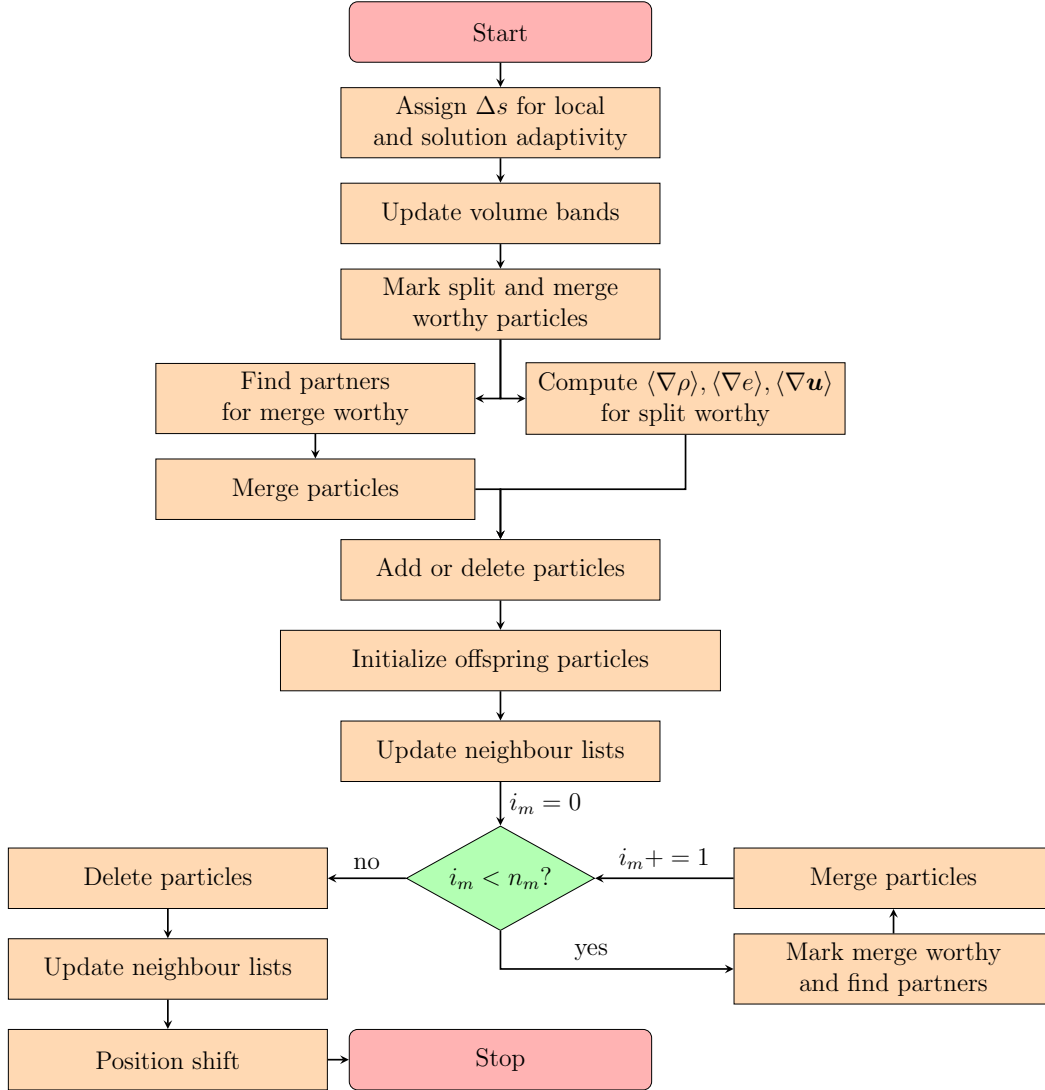 Start
Assign Δs for local
and solution adaptivity
Update volume bands
Mark split and merge
worthy particles
Find partners
for merge worthy
Compute ⟨∇ρ⟩, ⟨∇e⟩, ⟨∇𝒖⟩
for split worthy
Merge particles
Add or delete particles
Initialize offspring particles
Update neighbour lists
i_m = 0
i_m < n_m?
no
Delete particles
i_m+ = 1
Merge particles
yes
Mark merge worthy
and find partners
Update neighbour lists
Position shift
Stop